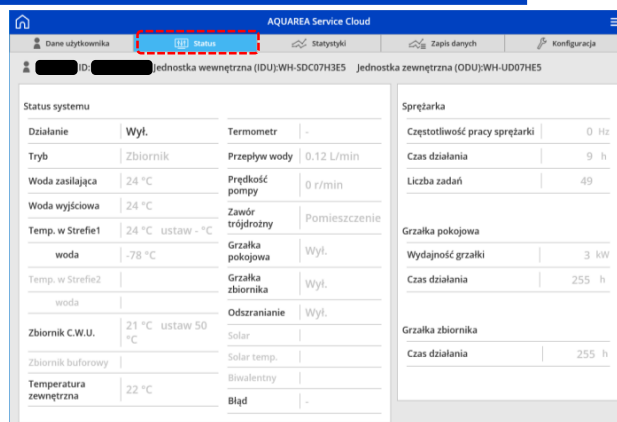 AQUAREA Service Cloud
Dane użytkownika Status Statystyki Zapis danych Konfiguracja
ID: Jednostka wewnętrzna (IDU):WH-SDC07H3E5 Jednostka zewnętrzna (ODU):WH-UD07HE5
Status systemu
Działanie Wył.
Tryb Zbiornik
Woda zasilająca 24 °C
Woda wyjściowa 24 °C
Temp. w Strefie1 24 °C ustaw - °C
woda -78 °C
Temp. w Strefie2
woda
Zbiornik C.W.U. 21 °C ustaw 50
°C
Zbiornik buforowy
Temperatura
zewnętrzna 22 °C
Termometr -
Przepływ wody 0.12 L/min
Prędkość
pompy 0 r/min
Zawór
trójdrożny Pomieszczenie
Grzałka
pokojowa Wył.
Grzałka
zbiornika Wył.
Odszranianie Wył.
Solar
Solar temp.
Biwalentny
Błąd -
Sprężarka
Częstotliwość pracy sprężarki 0 Hz
Czas działania 9 h
Liczba zadań 49
Grzałka pokojowa
Wydajność grzałki 3 kW
Czas działania 255 h
Grzałka zbiornika
Czas działania 255 h